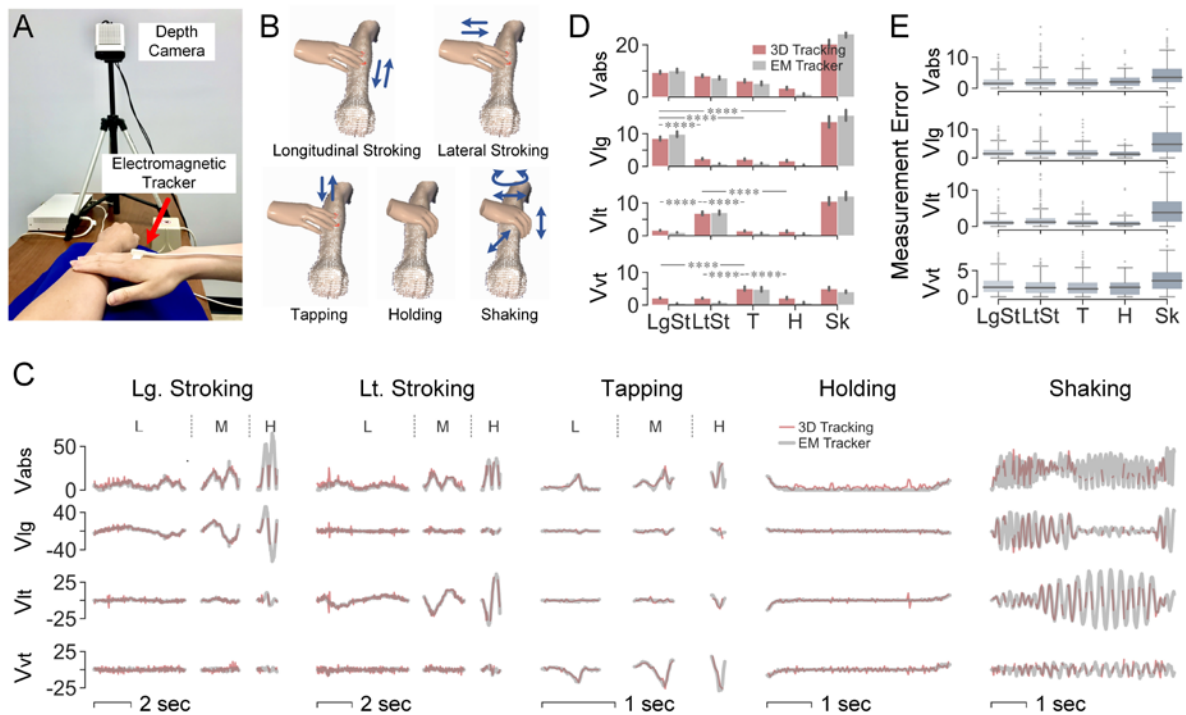 A
Depth
Camera
Electromagnetic
Tracker
B
Longitudinal Stroking
Lateral Stroking
Tapping
Holding
Shaking
D
3D Tracking
EM Tracker
Vabs
20
10
0
Vlg
10
0
****
****
****
Vlt
10
0
****
**** ****
Vvt
10
0
****
**** ****
LgSt LtSt T H Sk
E
Measurement Error
Vabs
10
0
Vlg
10
0
Vlt
10
0
Vvt
5
0
LgSt LtSt T H Sk
C
Lg. Stroking
Lt. Stroking
Tapping
Holding
Shaking
L M H
L M H
L M H
3D Tracking
EM Tracker
Vabs
50
0
Vlg
40
-40
Vlt
25
-25
Vvt
25
-25
2 sec
2 sec
1 sec
1 sec
1 sec